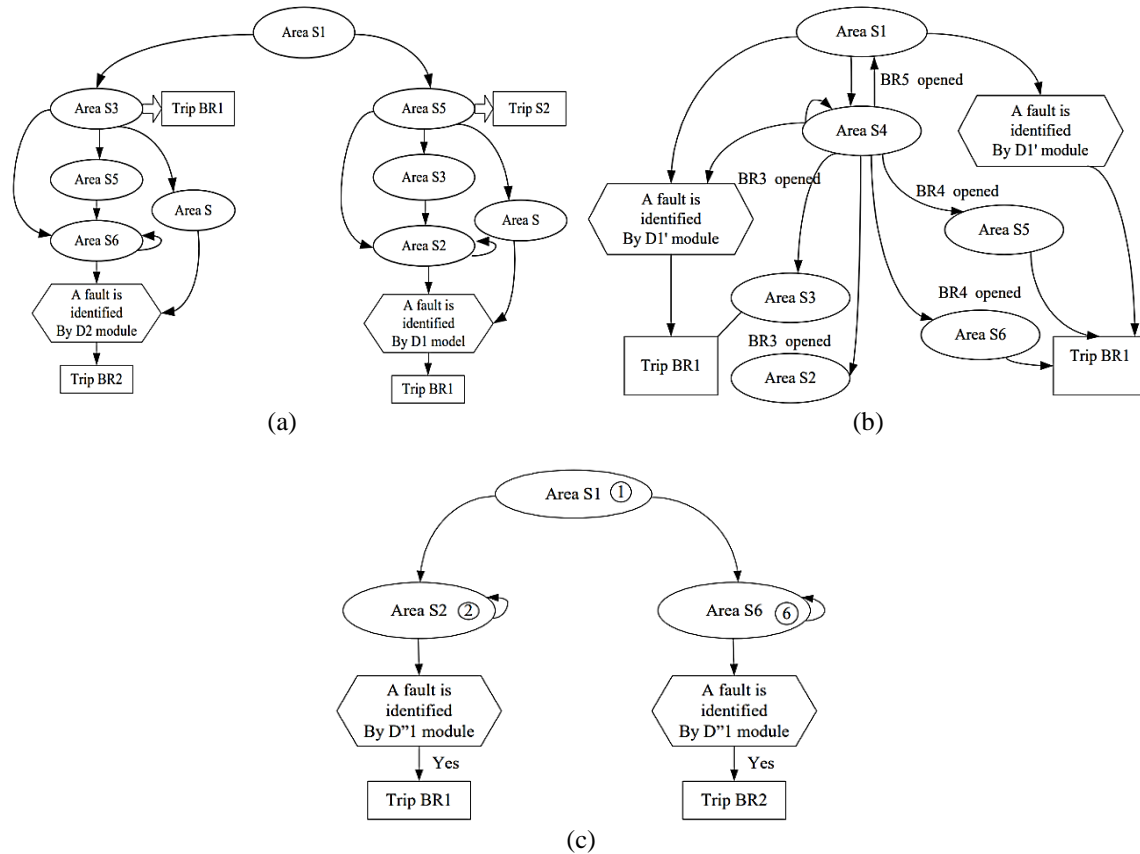 Area S1
Area S3
Trip BR1
Area S5
Trip S2
Area S5
Area S3
Area S
Area S
Area S6
Area S2
A fault is
identified
By D2 module
A fault is
identified
By D1 model
Trip BR2
Trip BR1
(a)
Area S1
BR5 opened
Area S4
A fault is
identified
By D1' module
BR3 opened
A fault is
identified
By D1' module
BR4 opened
Area S5
Area S3
BR4 opened
Area S6
Trip BR1
BR3 opened
Area S2
Trip BR1
(b)
Area S1 1
Area S2 2
Area S6 6
A fault is
identified
By D”1 module
A fault is
identified
By D”1 module
Yes
Yes
Trip BR1
Trip BR2
(c)